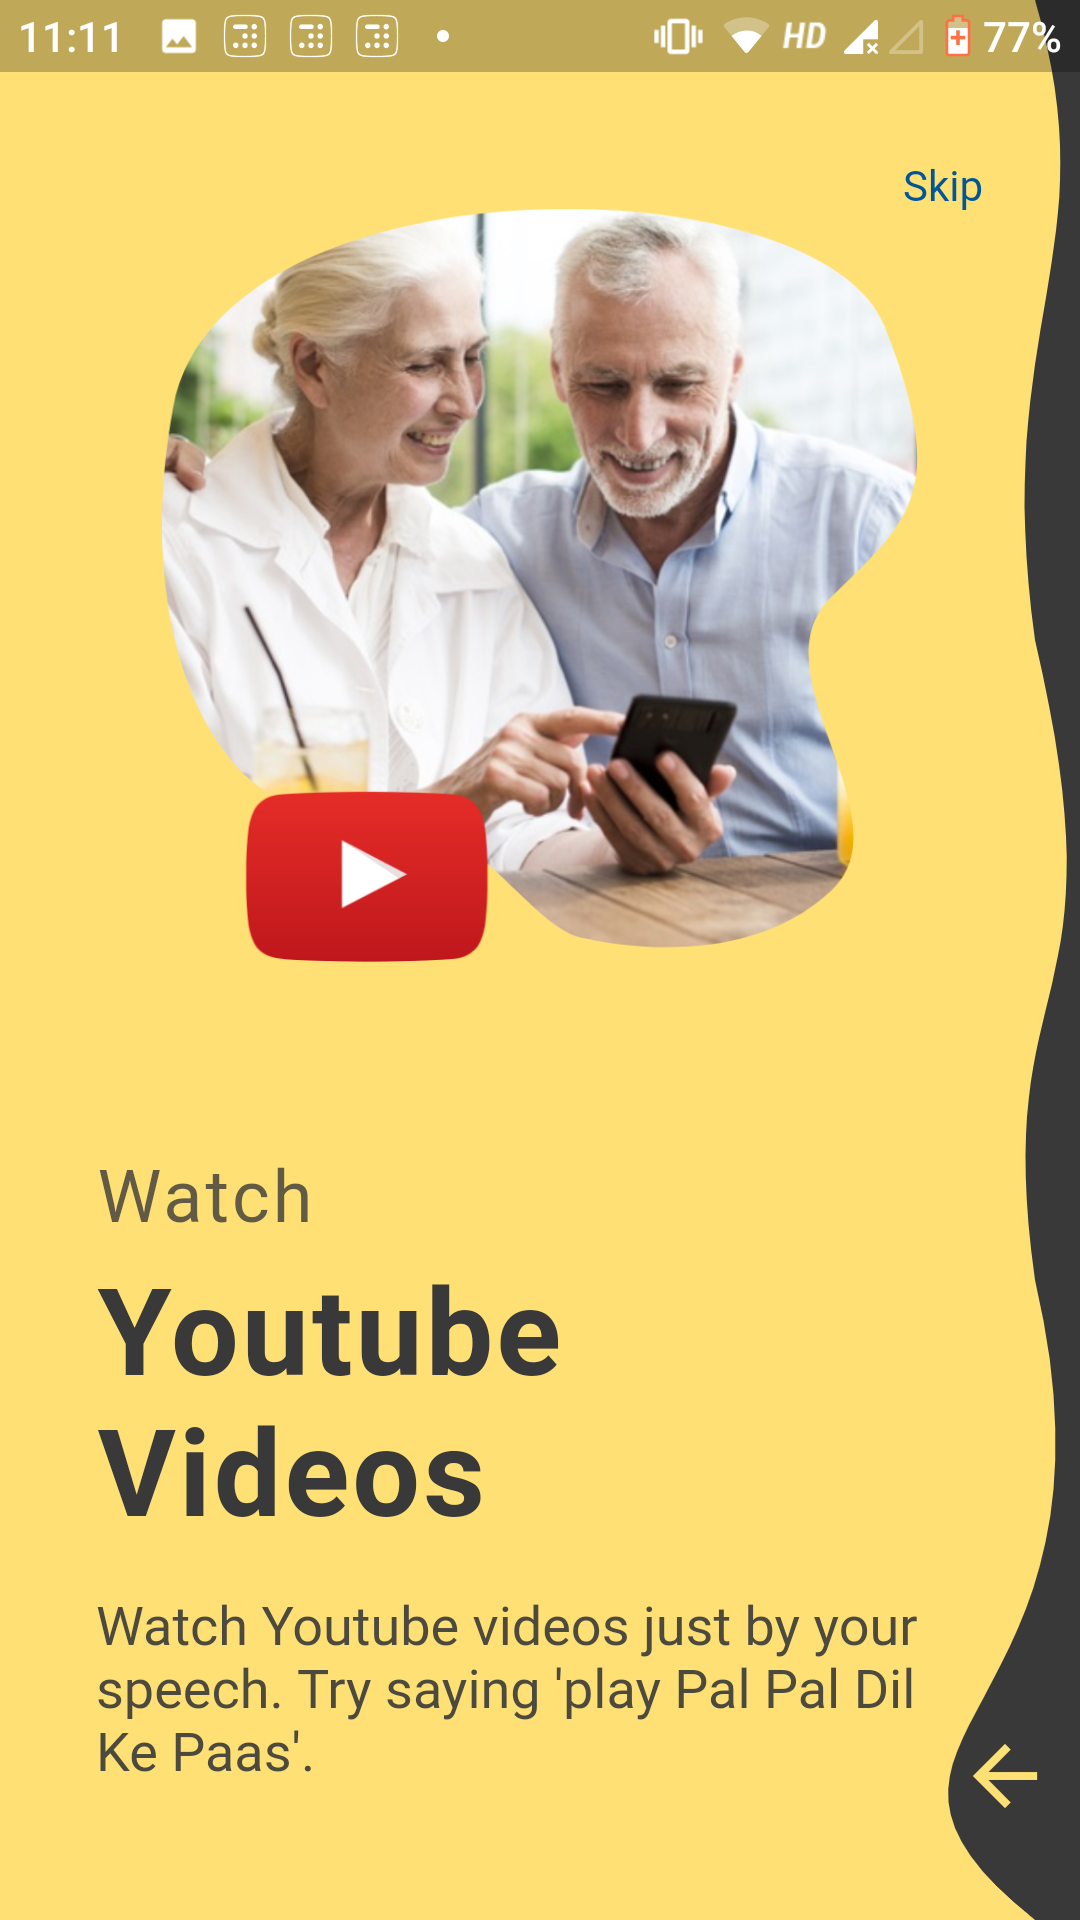 11:11 HD 77%
Skip
Watch
Youtube
Videos
Watch Youtube videos just by your
speech. Try saying 'play Pal Pal Dil
Ke Paas'.